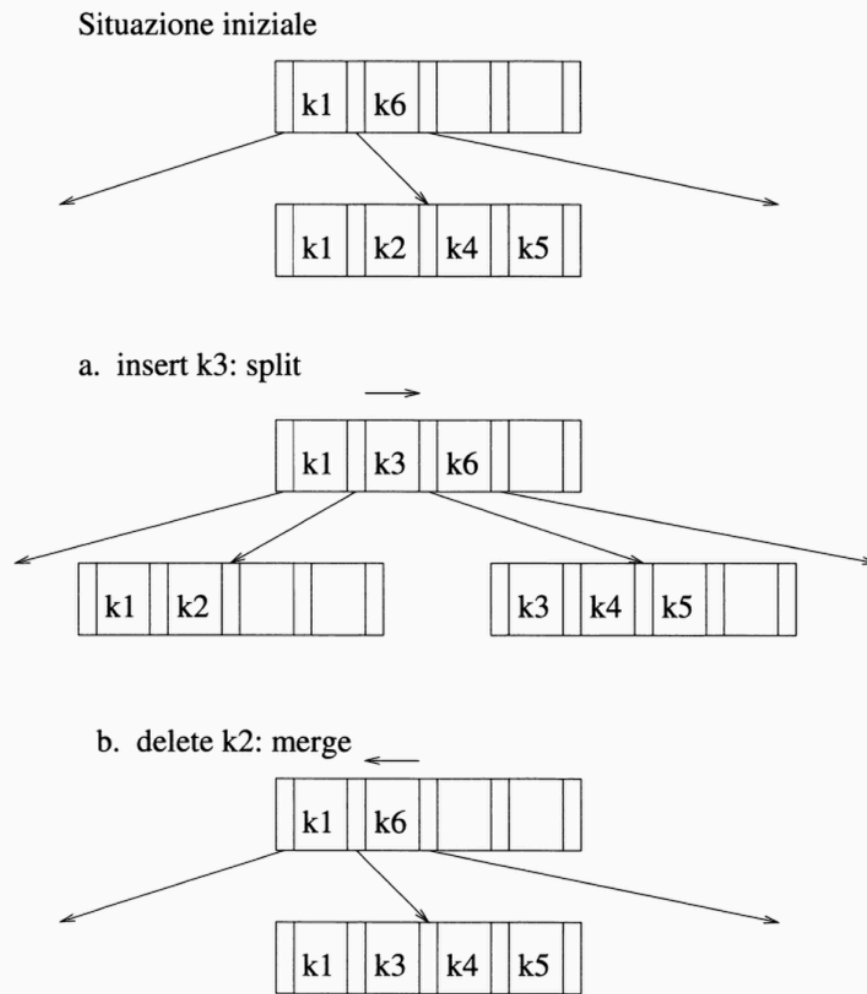 Situazione iniziale
k1 k6
k1 k2 k4 k5
a. insert k3: split
k1 k3 k6
k1 k2 k3 k4 k5
b. delete k2: merge
k1 k6
k1 k3 k4 k5